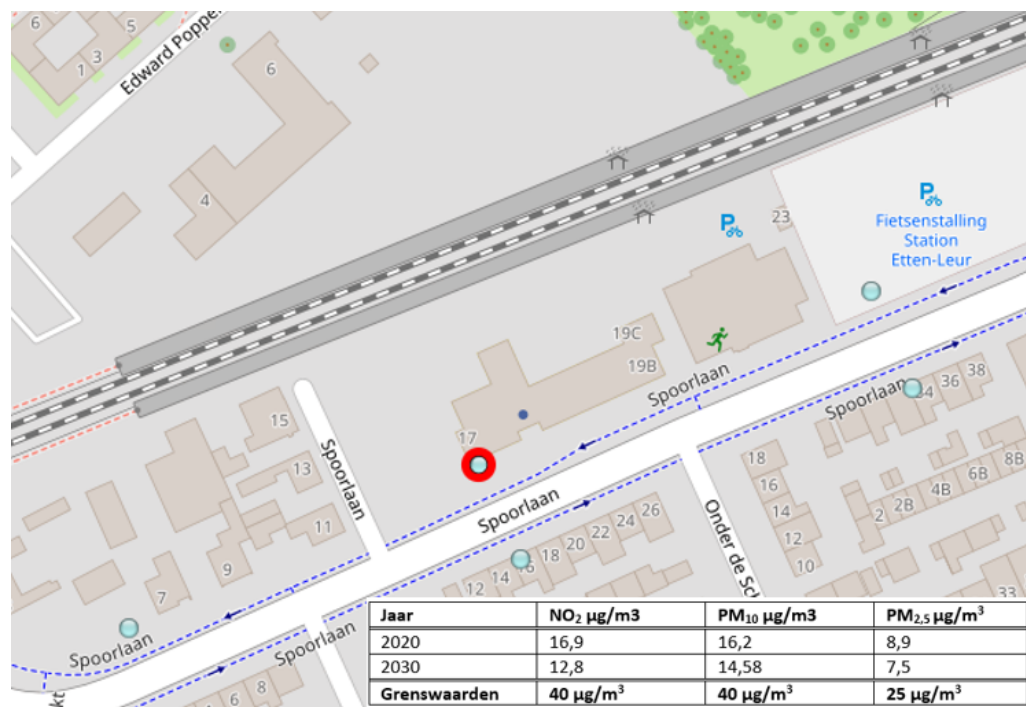 6
5
3
1
Edward Poppe
6
4
23
Fietsenstalling
Station
Etten-Leur
19C
19B
Spoorlaan
15
17
13
11
9
7
Spoorlaan
Spoorlaan
Spoorlaan
38
36
34
18
16
14
12
10
8B
6B
4B
2B
2
33
26
24
22
20
18
16
14
12
Onder de Sch
Spoorlaan
Spoorlaan
8
6
4
kt
Jaar NO₂ µg/m3 PM₁₀ µg/m3 PM₂,₅ µg/m³
2020 16,9 16,2 8,9
2030 12,8 14,58 7,5
Grenswaarden 40 µg/m³ 40 µg/m³ 25 µg/m³